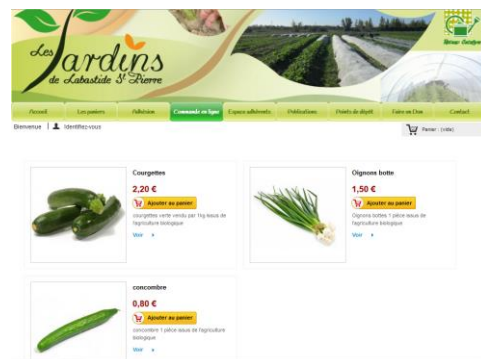 Les Jardins
de Labastide St Pierre
Retour Catalogue
Accueil Les paniers Adhésion Commande en ligne Espace adhérents Publications Points de dépôt Faire un Don Contact
Bienvenue Identifiez-vous
Panier : (vide)
Courgettes
2,20 €
Ajouter au panier
courgettes verte vendu par 1kg issus de
l'agriculture biologique
Voir
Oignons botte
1,50 €
Ajouter au panier
Oignons bottes 1 pièce issus de
l'agriculture biologique
Voir
concombre
0,80 €
Ajouter au panier
concombre 1 pièce issus de l'agriculture
biologique
Voir